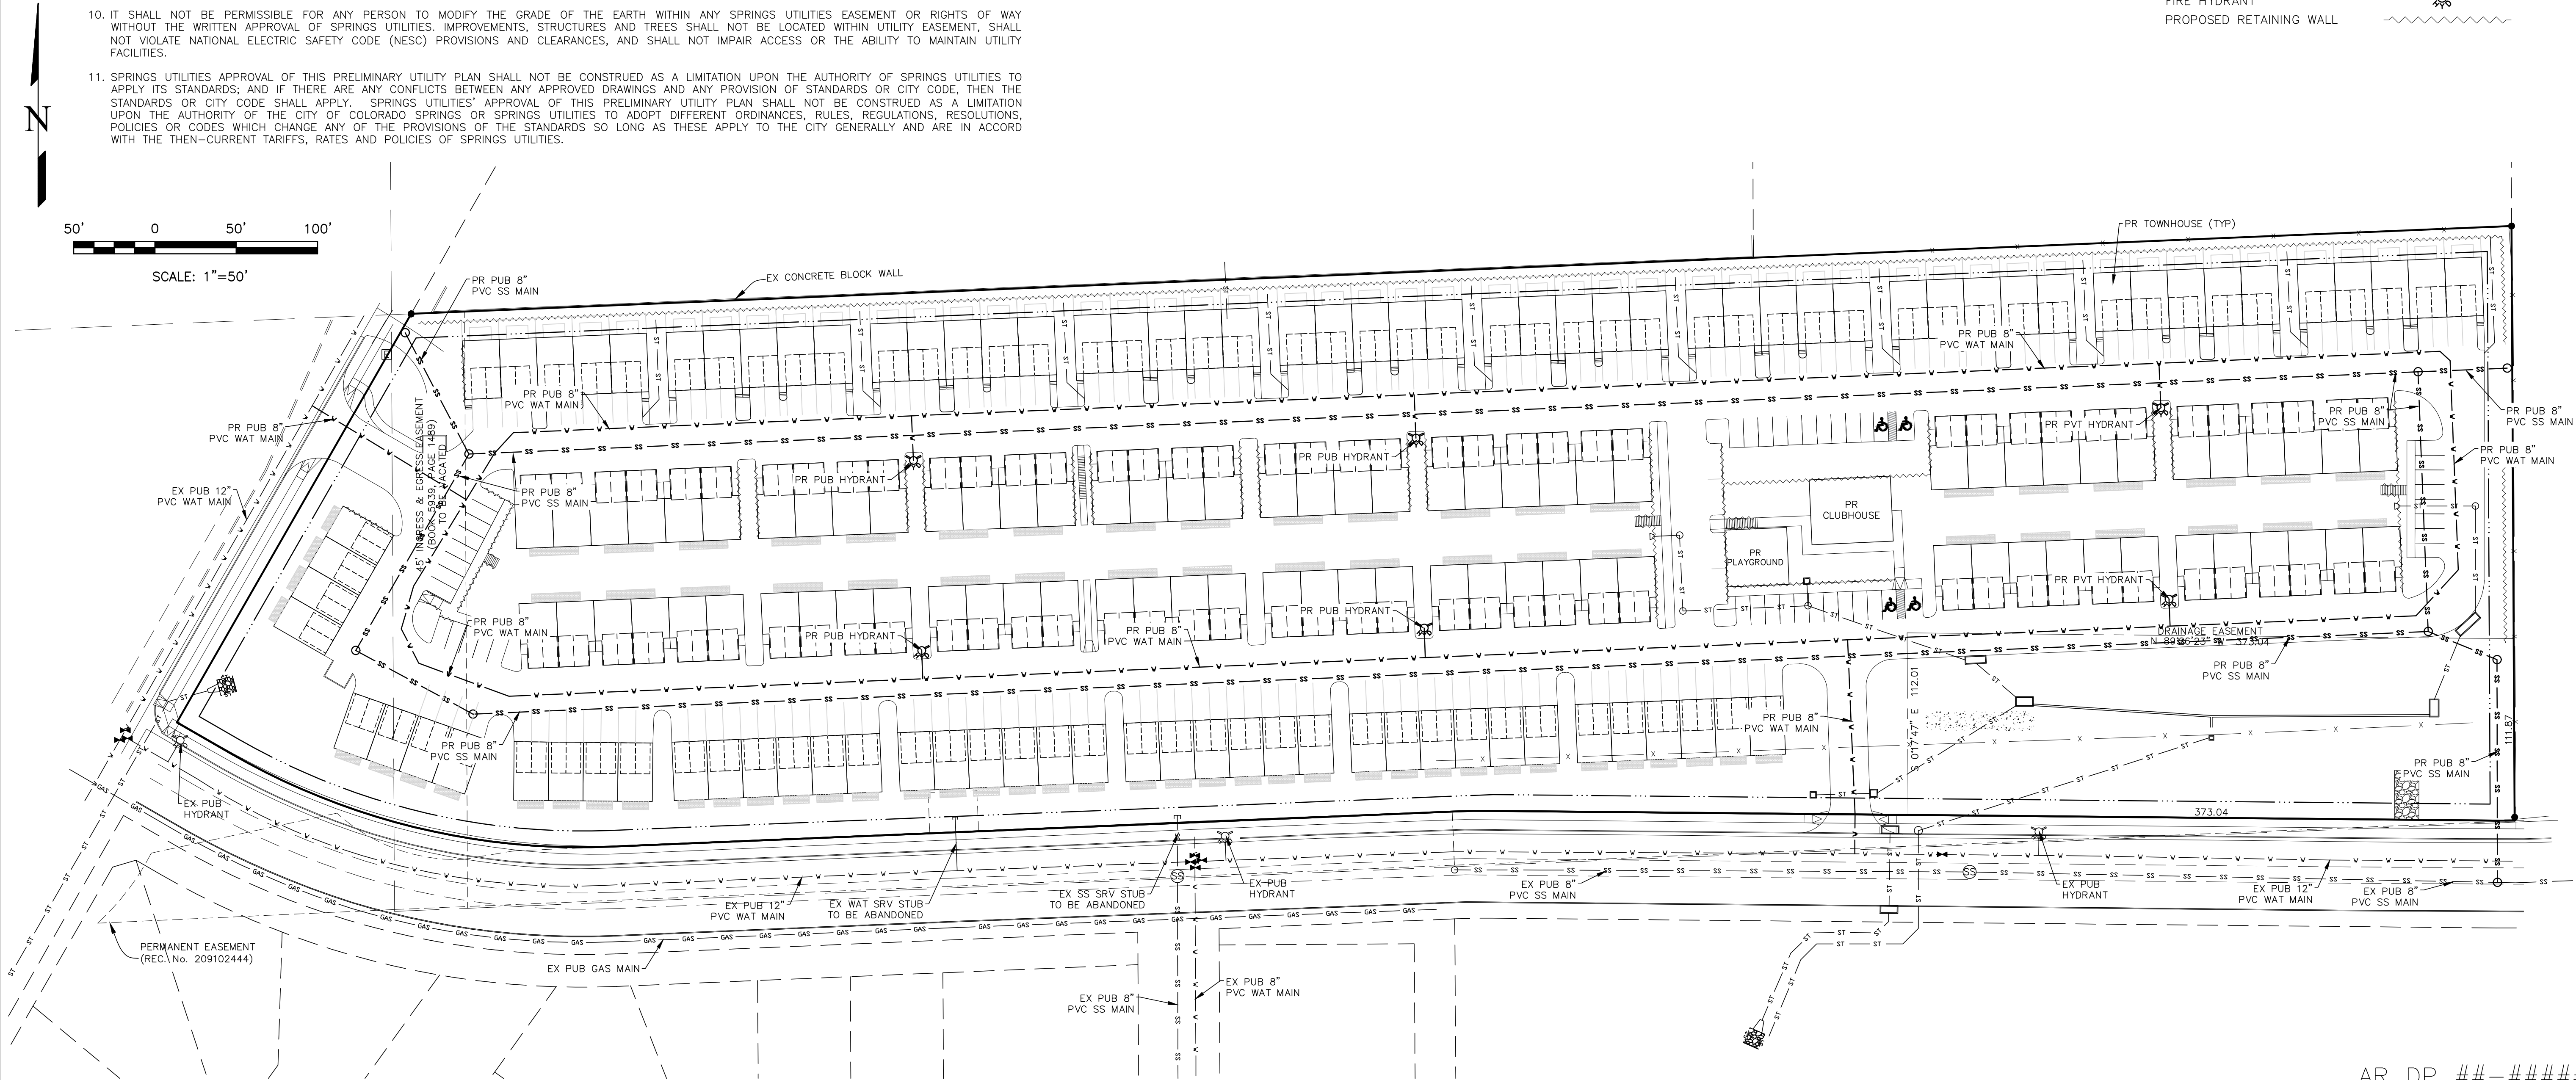 10. IT SHALL NOT BE PERMISSIBLE FOR ANY PERSON TO MODIFY THE GRADE OF THE EARTH WITHIN ANY SPRINGS UTILITIES EASEMENT OR RIGHTS OF WAY
WITHOUT THE WRITTEN APPROVAL OF SPRINGS UTILITIES. IMPROVEMENTS, STRUCTURES AND TREES SHALL NOT BE LOCATED WITHIN UTILITY EASEMENT, SHALL
NOT VIOLATE NATIONAL ELECTRIC SAFETY CODE (NESC) PROVISIONS AND CLEARANCES, AND SHALL NOT IMPAIR ACCESS OR THE ABILITY TO MAINTAIN UTILITY
FACILITIES.
11. SPRINGS UTILITIES APPROVAL OF THIS PRELIMINARY UTILITY PLAN SHALL NOT BE CONSTRUED AS A LIMITATION UPON THE AUTHORITY OF SPRINGS UTILITIES TO
APPLY ITS STANDARDS; AND IF THERE ARE ANY CONFLICTS BETWEEN ANY APPROVED DRAWINGS AND ANY PROVISION OF STANDARDS OR CITY CODE, THEN THE
STANDARDS OR CITY CODE SHALL APPLY. SPRINGS UTILITIES' APPROVAL OF THIS PRELIMINARY UTILITY PLAN SHALL NOT BE CONSTRUED AS A LIMITATION
UPON THE AUTHORITY OF THE CITY OF COLORADO SPRINGS OR SPRINGS UTILITIES TO ADOPT DIFFERENT ORDINANCES, RULES, REGULATIONS, RESOLUTIONS,
POLICIES OR CODES WHICH CHANGE ANY OF THE PROVISIONS OF THE STANDARDS SO LONG AS THESE APPLY TO THE CITY GENERALLY AND ARE IN ACCORD
WITH THE THEN–CURRENT TARIFFS, RATES AND POLICIES OF SPRINGS UTILITIES.
FIRE HYDRANT
PROPOSED RETAINING WALL
N
50' 0 50' 100'
SCALE: 1"=50'
PR TOWNHOUSE (TYP)
EX CONCRETE BLOCK WALL
PR PUB 8"
PVC SS MAIN
PR PUB 8"
PVC WAT MAIN
PR PUB 8"
PVC WAT MAIN
PR PUB 8"
PVC WAT MAIN
EX PUB 12"
PVC WAT MAIN
45' INGRESS & EGRESS EASEMENT
(BOOK 5939, PAGE 1489)
TO BE VACATED
PR PUB 8"
PVC SS MAIN
PR PUB HYDRANT
PR PUB HYDRANT
PR PVT HYDRANT
PR PUB 8"
PVC SS MAIN
PR PUB 8"
PVC SS MAIN
PR PUB 8"
PVC WAT MAIN
PR
CLUBHOUSE
PR
PLAYGROUND
PR PUB 8"
PVC WAT MAIN
PR PUB HYDRANT
PR PUB 8"
PVC WAT MAIN
PR PUB HYDRANT
PR PVT HYDRANT
DRAINAGE EASEMENT
373.04
PR PUB 8"
PVC SS MAIN
S 0°17'47" E 112.01
PR PUB 8"
PVC SS MAIN
PR PUB 8"
PVC WAT MAIN
111.87
PR PUB 8"
PVC SS MAIN
373.04
EX PUB
HYDRANT
EX PUB 12"
PVC WAT MAIN
EX WAT SRV STUB
TO BE ABANDONED
EX SS SRV STUB
TO BE ABANDONED
EX PUB
HYDRANT
EX PUB 8"
PVC SS MAIN
EX PUB
HYDRANT
EX PUB 12"
PVC WAT MAIN
EX PUB 8"
PVC SS MAIN
PERMANENT EASEMENT
(REC. No. 209102444)
EX PUB GAS MAIN
EX PUB 8"
PVC SS MAIN
EX PUB 8"
PVC WAT MAIN
AR DP